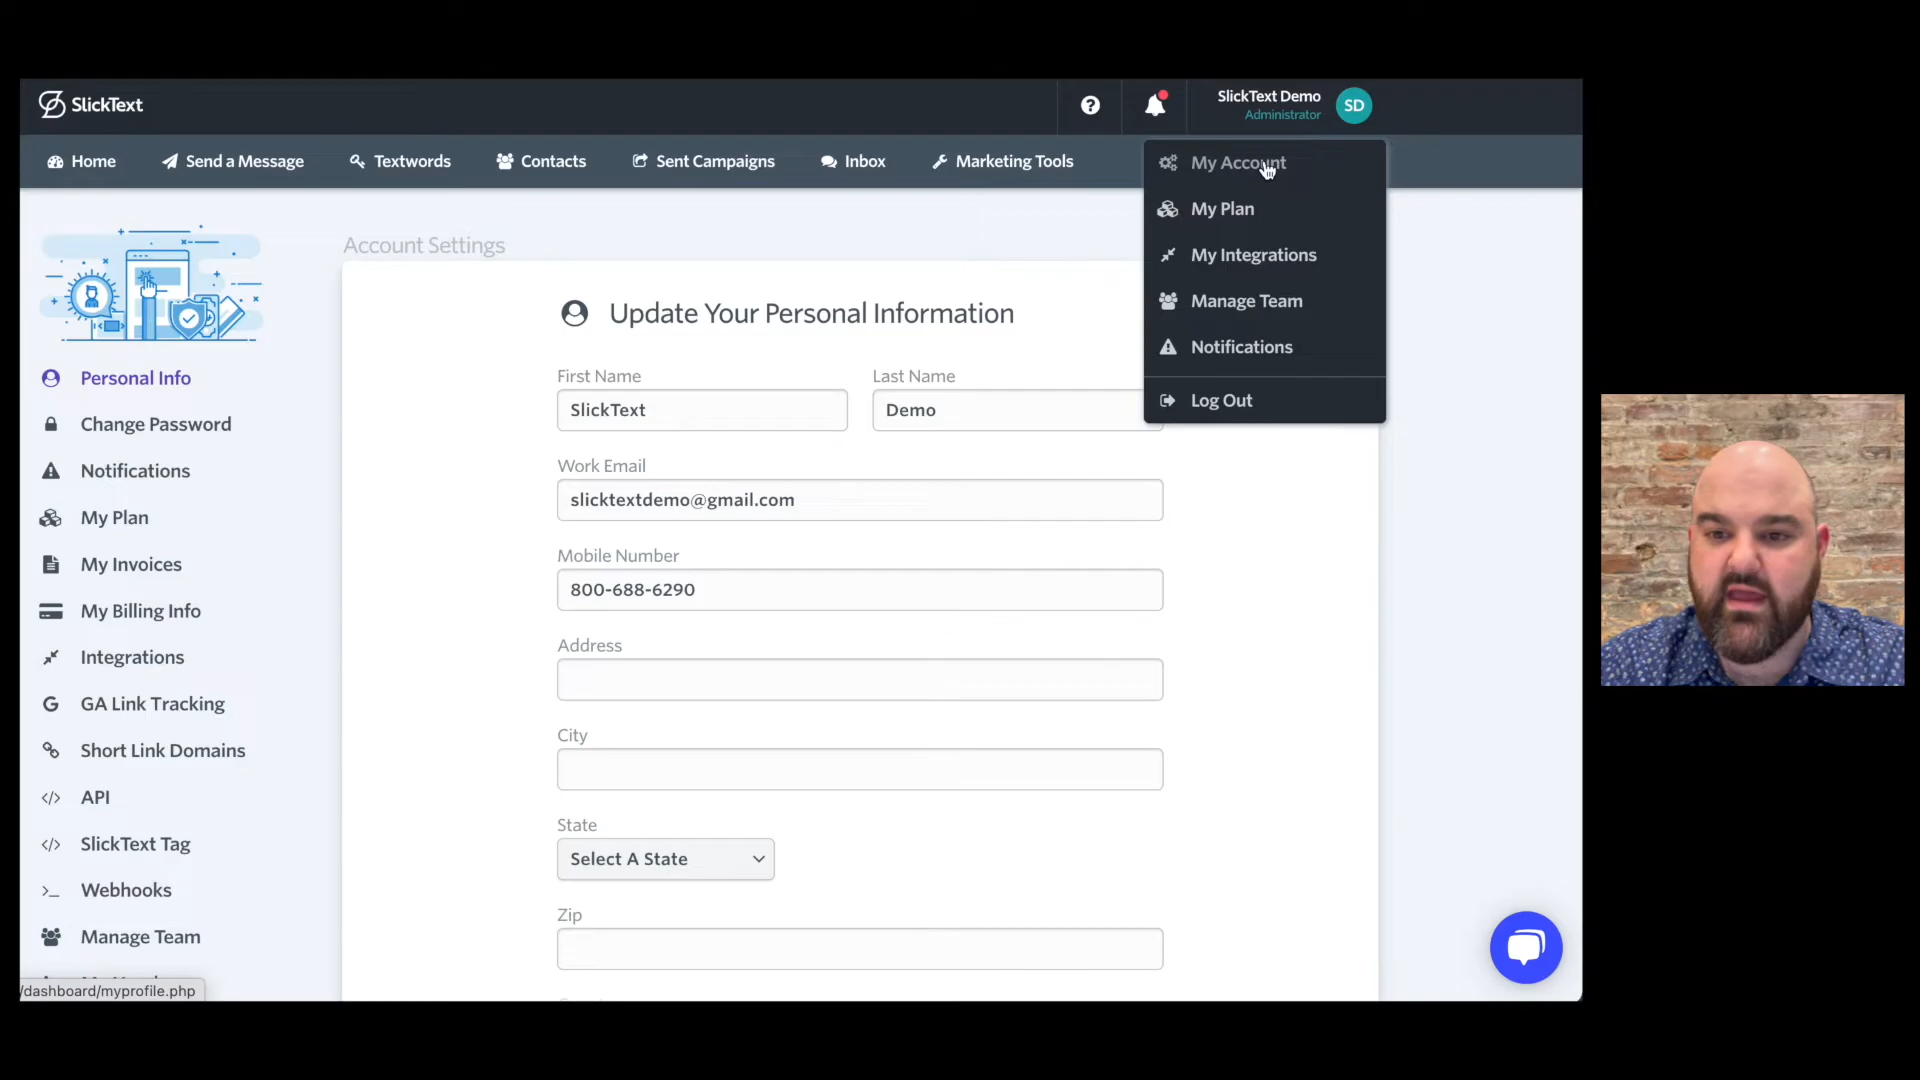 SlickText
?
SlickText Demo
Administrator
SD
Home
Send a Message
Textwords
Contacts
Sent Campaigns
Inbox
Marketing Tools
My Account
My Plan
My Integrations
Manage Team
Notifications
Log Out
Personal Info
Change Password
Notifications
My Plan
My Invoices
My Billing Info
Integrations
G GA Link Tracking
Short Link Domains
</> API
</> SlickText Tag
>_ Webhooks
Manage Team
/dashboard/myprofile.php
Account Settings
Update Your Personal Information
First Name
Last Name
SlickText
Demo
Work Email
slicktextdemo@gmail.com
Mobile Number
800-688-6290
Address
City
State
Select A State
Zip